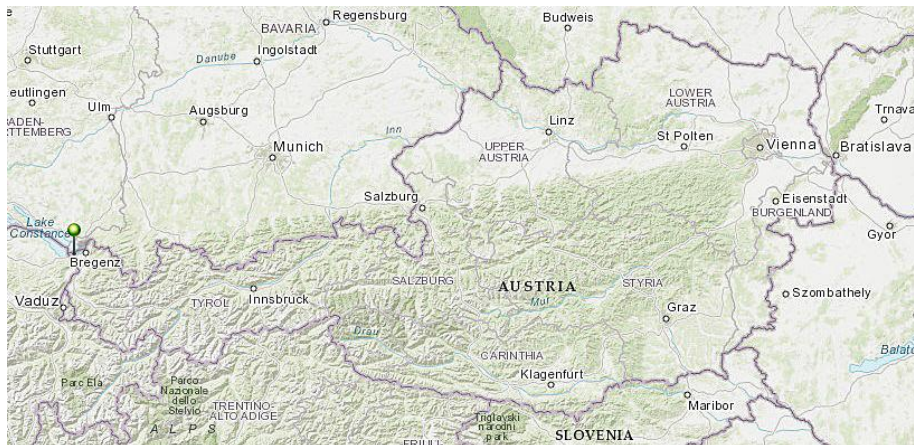 Regensburg
Budweis
BAVARIA
Stuttgart
Ingolstadt
Danube
eutlingen
Ulm
Augsburg
LOWER
AUSTRIA
Trnava
ADEN-
RTTEMBERG
Inn
Linz
St Polten
Vienna
Munich
UPPER
AUSTRIA
Bratislava
Salzburg
Eisenstadt
BURGENLAND
Lake
Constance
Gyor
Bregenz
SALZBURG
AUSTRIA
STYRIA
Innsbruck
Szombathely
Vaduz
TYROL
Mur
Graz
Drau
CARINTHIA
Balat
Parc Ela
Parco
Nazionale
dello
Stelvio
Klagenfurt
TRENTINO-
ALTO ADIGE
Maribor
Triglavski
narodni
park
ALPS
FRIULI
SLOVENIA